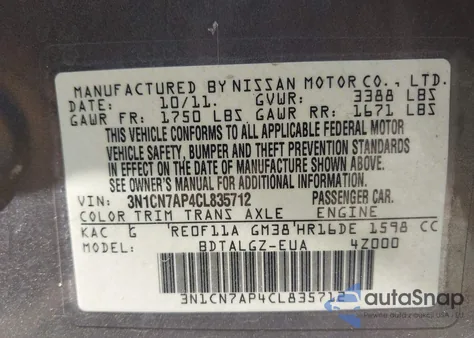 MANUFACTURED BY NISSAN MOTOR CO., LTD.
DATE: 10/11. GVWR: 3388 LBS
GAWR FR: 1750 LBS GAWR RR: 1671 LBS
THIS VEHICLE CONFORMS TO ALL APPLICABLE FEDERAL MOTOR
VEHICLE SAFETY, BUMPER AND THEFT PREVENTION STANDARDS
IN EFFECT ON THE DATE OF MANUFACTURE SHOWN ABOVE.
SEE OWNER'S MANUAL FOR ADDITIONAL INFORMATION
VIN: 3N1CN7AP4CL835712 PASSENGER CAR.
COLOR TRIM TRANS AXLE ENGINE
KAC G RE0F11A GM38 HR16DE 1598 CC
MODEL: BDTALGZ-EUA 4Z000
3N1CN7AP4CL835712
autoSnap